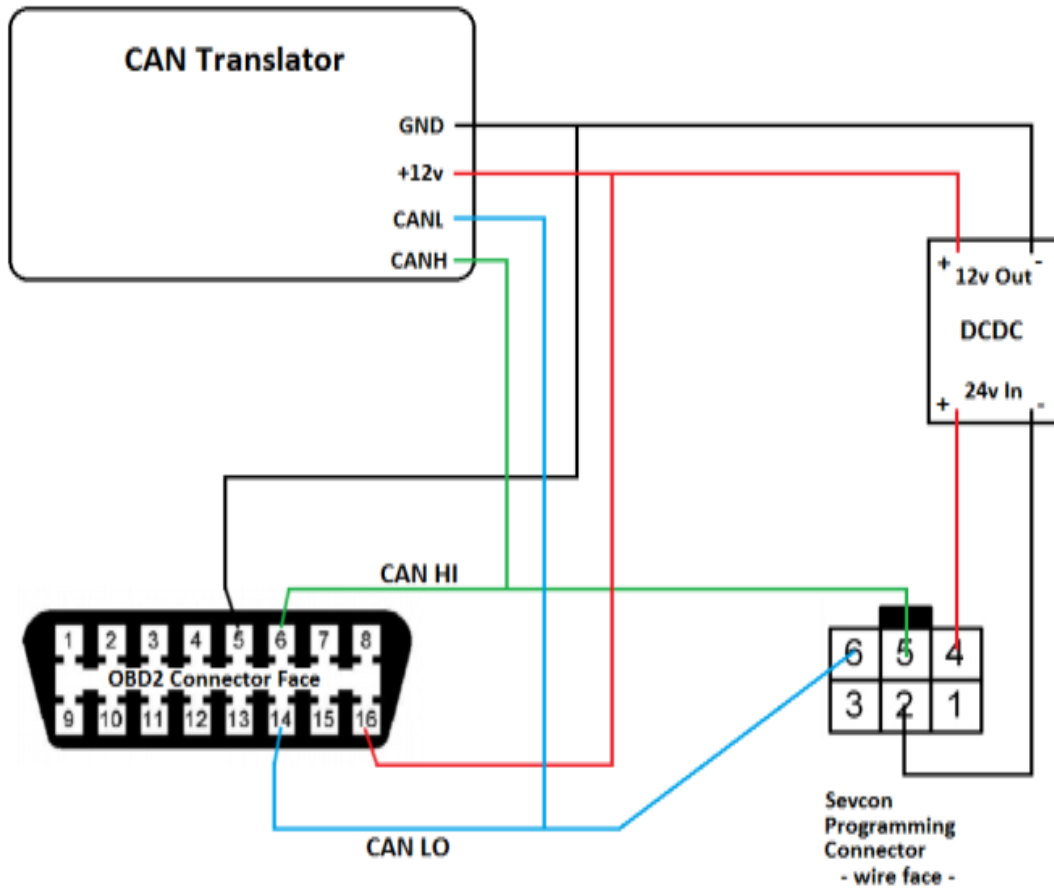 CAN Translator
GND
+12v
CANL
CANH
+ 12v Out -
DCDC
24v In
+ -
CAN HI
1 2 3 4 5 6 7 8
OBD2 Connector Face
9 10 11 12 13 14 15 16
CAN LO
6 5 4
3 2 1
Sevcon
Programming
Connector
- wire face -